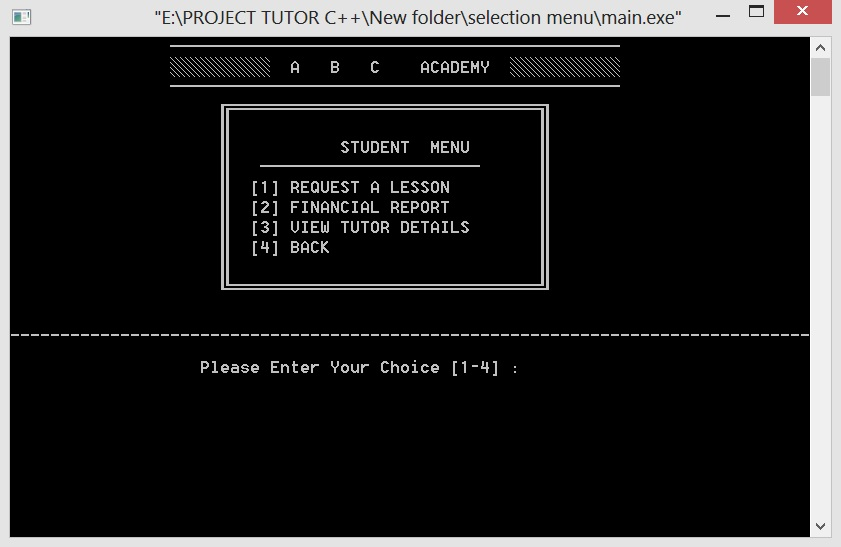 "E:\PROJECT TUTOR C++\New folder\selection menu\main.exe"
A B C ACADEMY
STUDENT MENU
[1] REQUEST A LESSON
[2] FINANCIAL REPORT
[3] VIEW TUTOR DETAILS
[4] BACK
Please Enter Your Choice [1-4] :